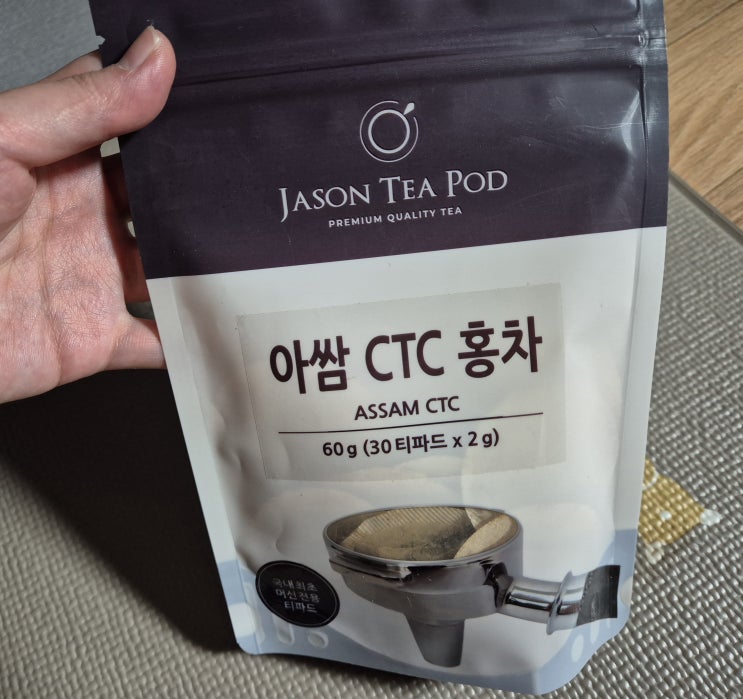 JASON TEA POD
PREMIUM QUALITY TEA
아쌈 CTC 홍차
ASSAM CTC
60g (30티파드 x 2g)
국내최초
머신전용
티파드